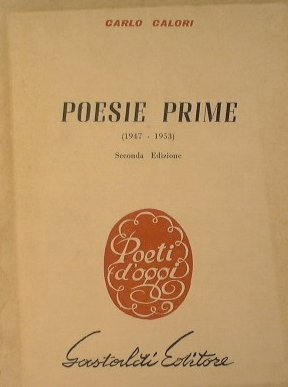 CARLO CALORI
POESIE PRIME
(1947 - 1953)
Seconda Edizione
Poeti
d'oggi
Gastaldi Editore